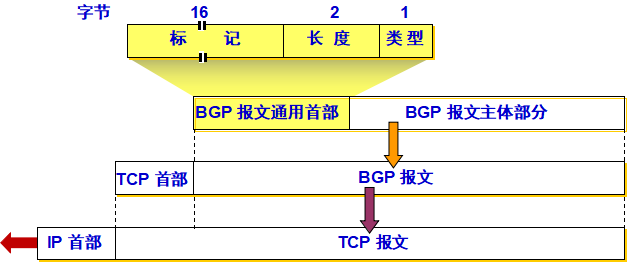 字节 16 2 1
标 记 长 度 类 型
BGP 报文通用首部 BGP 报文主体部分
TCP 首部 BGP 报文
IP 首部 TCP 报文